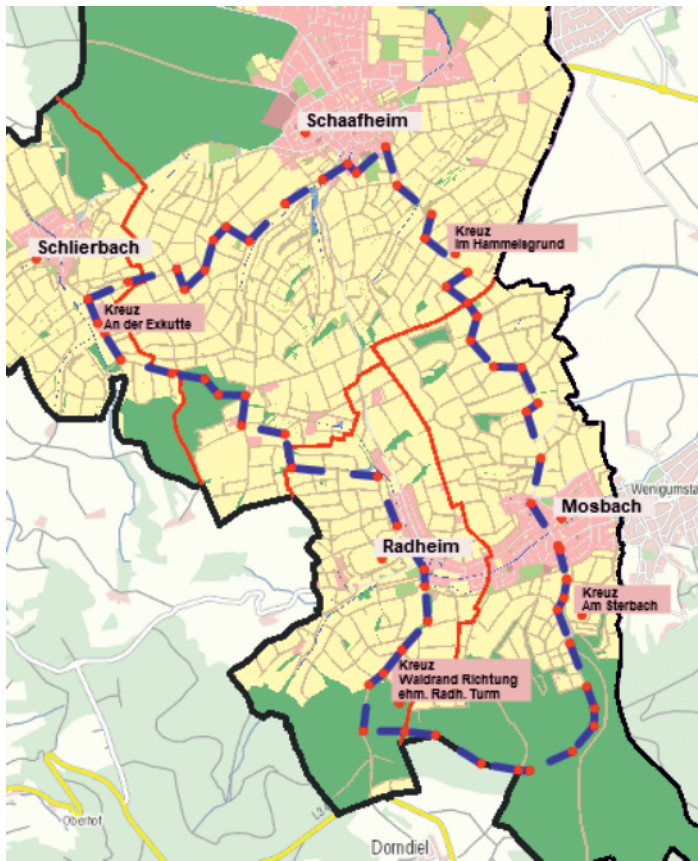 Schaafheim
Schlierbach
Kreuz
Im Hammelsgrund
Kreuz
An der Exkutte
Wenigumsta
Mosbach
Radheim
Kreuz
Am Sterbach
Kreuz
Waldrand Richtung
ehm. Radh. Turm
Oberhof
Dorndiel